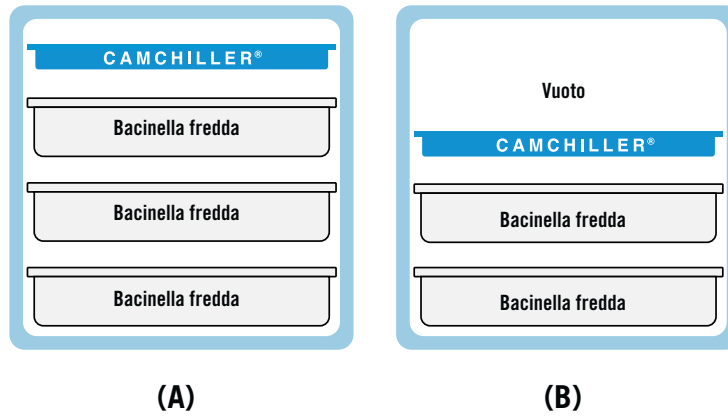 CAMCHILLER®
Bacinella fredda
Bacinella fredda
Bacinella fredda
(A)
Vuoto
CAMCHILLER®
Bacinella fredda
Bacinella fredda
(B)